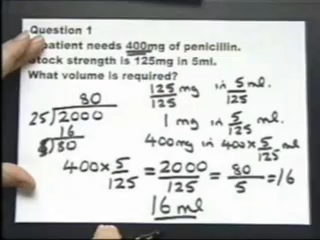 Question 1
patient needs 400mg of penicillin.
Stock strength is 125mg in 5ml.
What volume is required?
125/125 mg in 5/125 ml.
1 mg in 5/125 ml.
400mg in 400×5/125 ml
80
25√2000
16
5√80
400×5/125 = 2000/125 = 80/5 = 16
16 ml